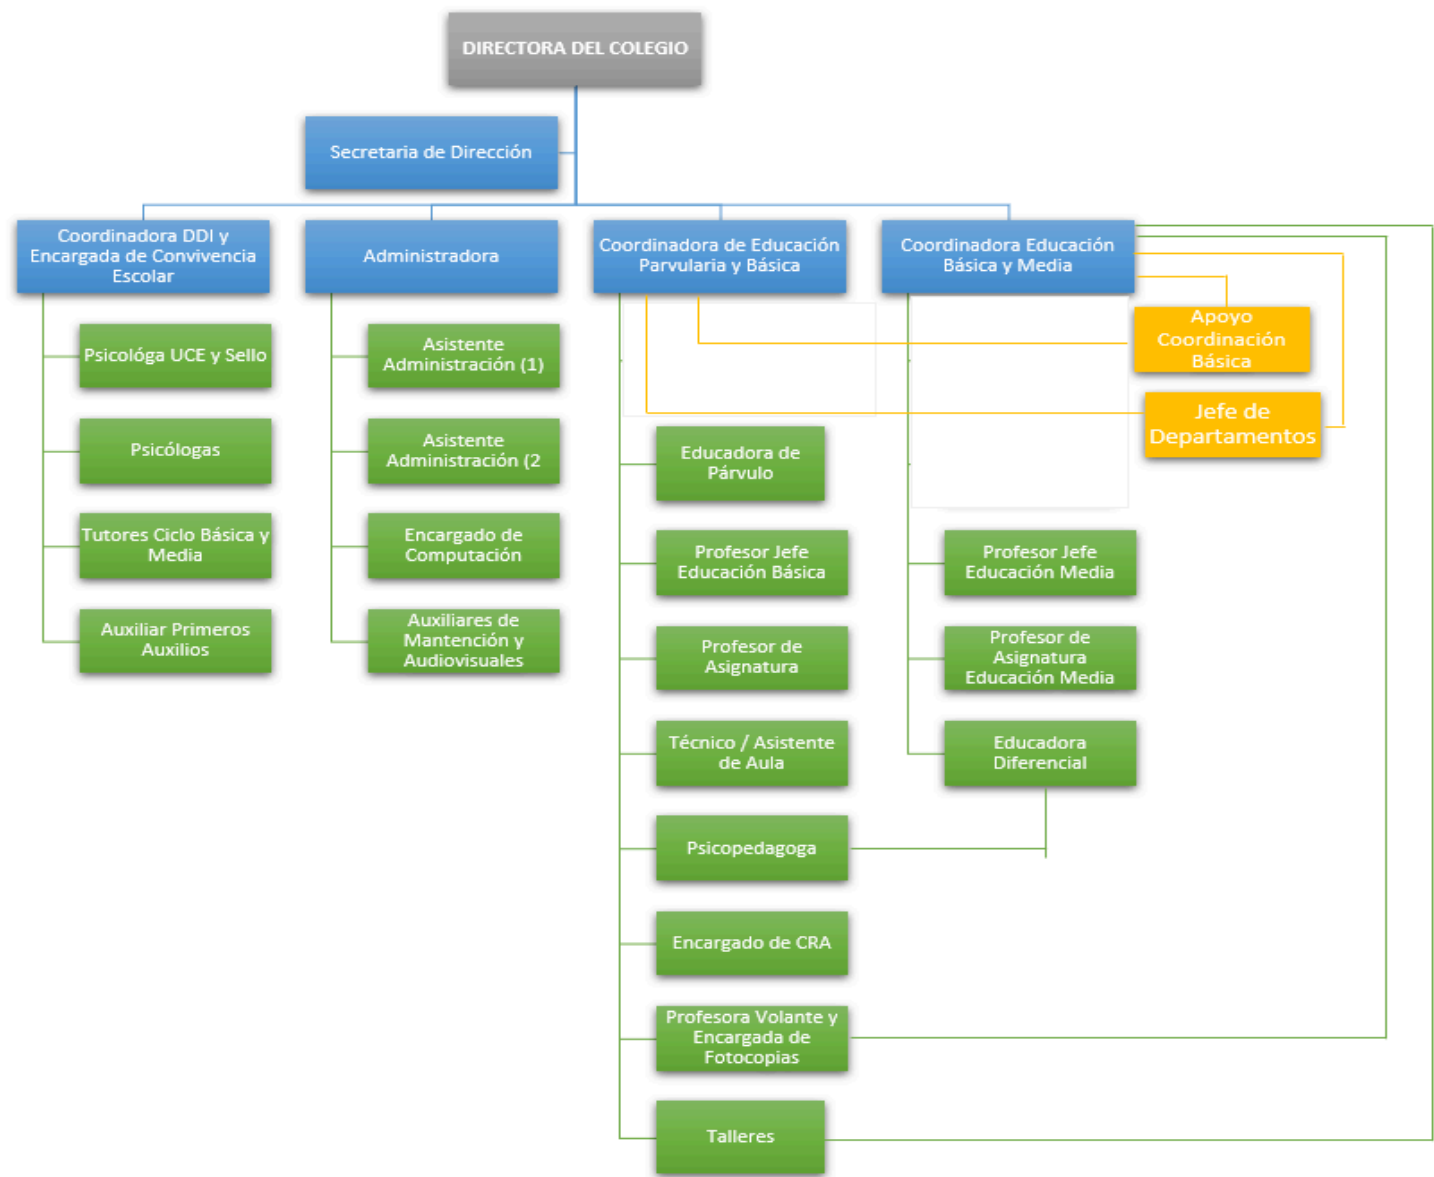 DIRECTORA DEL COLEGIO
Secretaria de Dirección
Coordinadora DDI y
Encargada de Convivencia
Escolar
Administradora
Coordinadora de Educación
Parvularia y Básica
Coordinadora Educación
Básica y Media
Psicológa UCE y Sello
Psicólogas
Tutores Ciclo Básica y
Media
Auxiliar Primeros
Auxilios
Asistente
Administración (1)
Asistente
Administración (2
Encargado de
Computación
Auxiliares de
Mantención y
Audiovisuales
Educadora de
Párvulo
Profesor Jefe
Educación Básica
Profesor de
Asignatura
Técnico / Asistente
de Aula
Psicopedagoga
Encargado de CRA
Profesora Volante y
Encargada de
Fotocopias
Talleres
Profesor Jefe
Educación Media
Profesor de
Asignatura
Educación Media
Educadora
Diferencial
Apoyo
Coordinación
Básica
Jefe de
Departamentos